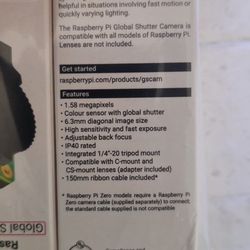 helpful in situations involving fast motion or
quickly varying lighting.
The Raspberry Pi Global Shutter Camera is
compatible with all models of Raspberry Pi.
Lenses are not included.
Get started
raspberrypi.com/products/gscam
Features
• 1.58 megapixels
• Colour sensor with global shutter
• 6.3mm diagonal image size
• High sensitivity and fast exposure
• Adjustable back focus
• IP40 rated
• Integrated 1/4"-20 tripod mount
• Compatible with C-mount and
CS-mount lenses (adapter included)
• 150mm ribbon cable included*
* Raspberry Pi Zero models require a Raspberry Pi
Zero camera cable (supplied separately) to connect;
the standard cable supplied is not compatible
Rasp
Global S